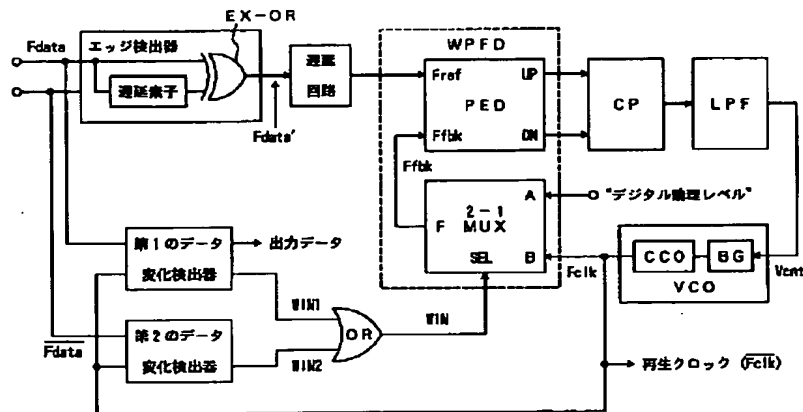 EX-OR
Fdata
エッジ検出器
遅延素子
Fdata'
遅延
回路
WPFD
Fref
UP
PED
Ffbk
DN
Ffbk
CP
LPF
A
"デジタル論理レベル"
2-1
MUX
F
SEL
B
Fclk
CCO
BG
VCO
Vcnt
第1のデータ
変化検出器
出力データ
WIN1
OR
WIN
Fdata
第2のデータ
変化検出器
WIN2
再生クロック (Fclk)